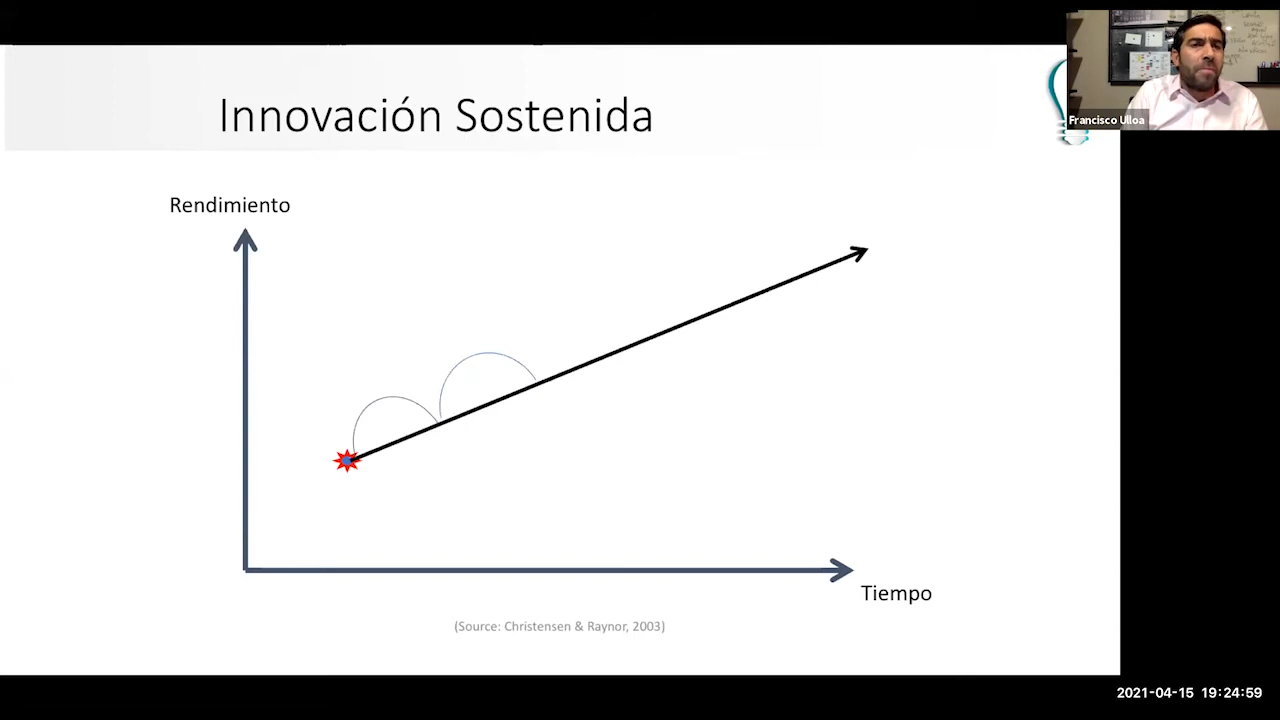 Innovación Sostenida
Francisco Ulloa
Rendimiento
Tiempo
(Source: Christensen & Raynor, 2003)
2021-04-15 19:24:59